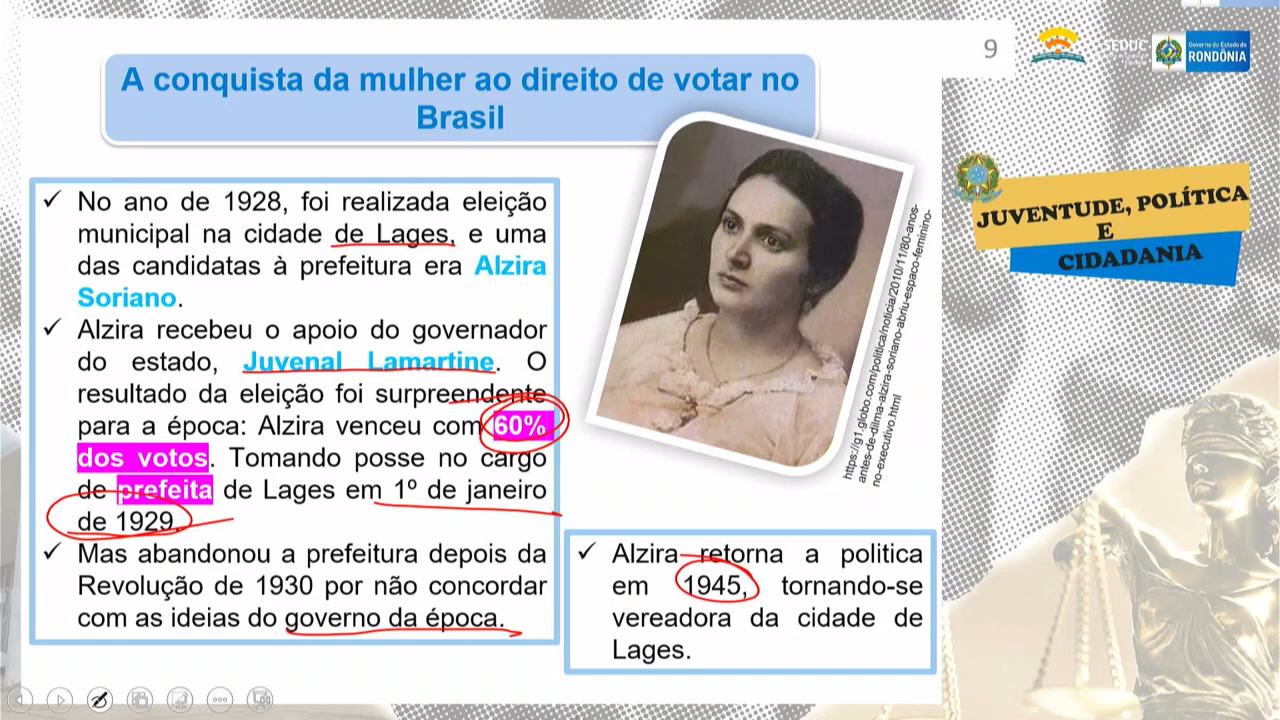 9
SEDUC
Governo do Estado de
RONDÔNIA
A conquista da mulher ao direito de votar no
Brasil
✓ No ano de 1928, foi realizada eleição
municipal na cidade de Lages, e uma
das candidatas à prefeitura era Alzira
Soriano.
✓ Alzira recebeu o apoio do governador
do estado, Juvenal Lamartine. O
resultado da eleição foi surpreendente
para a época: Alzira venceu com 60%
dos votos. Tomando posse no cargo
de prefeita de Lages em 1º de janeiro
de 1929.
✓ Mas abandonou a prefeitura depois da
Revolução de 1930 por não concordar
com as ideias do governo da época.
https://g1.globo.com/politica/noticia/2010/11/80-anos-
antes-de-dilma-alzira-soriano-abriu-espaco-feminino-
no-executivo.html
✓ Alzira retorna a politica
em 1945, tornando-se
vereadora da cidade de
Lages.
JUVENTUDE, POLÍTICA
E
CIDADANIA